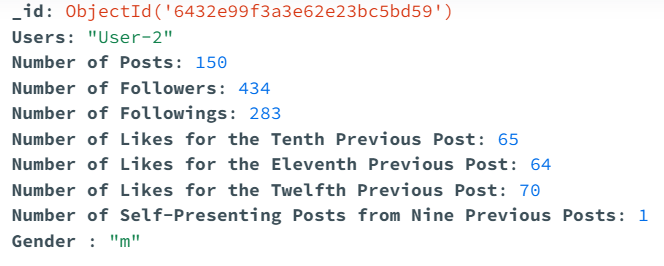 _id: ObjectId('6432e99f3a3e62e23bc5bd59')
Users: "User-2"
Number of Posts: 150
Number of Followers: 434
Number of Followings: 283
Number of Likes for the Tenth Previous Post: 65
Number of Likes for the Eleventh Previous Post: 64
Number of Likes for the Twelfth Previous Post: 70
Number of Self-Presenting Posts from Nine Previous Posts: 1
Gender : "m"